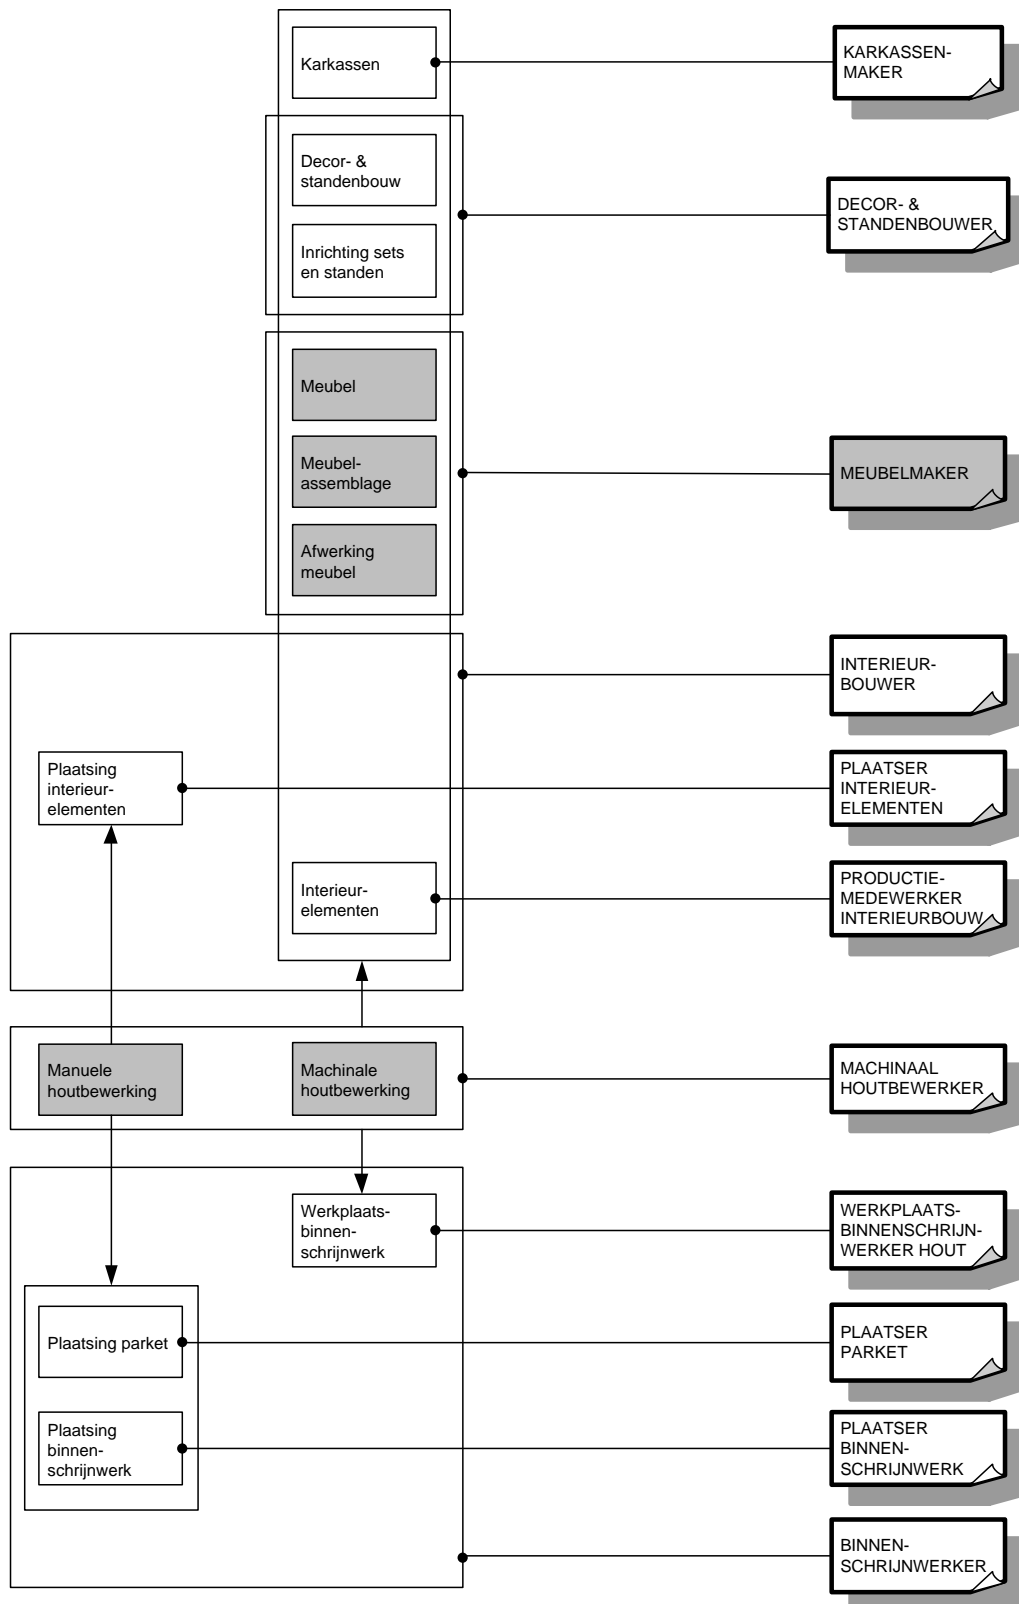 Karkassen
KARKASSEN-
MAKER
Decor- &
standenbouw
Inrichting sets
en standen
DECOR- &
STANDENBOUWER
Meubel
Meubel-
assemblage
Afwerking
meubel
MEUBELMAKER
INTERIEUR-
BOUWER
Plaatsing
interieur-
elementen
PLAATSER
INTERIEUR-
ELEMENTEN
Interieur-
elementen
PRODUCTIE-
MEDEWERKER
INTERIEURBOUW
Manuele
houtbewerking
Machinale
houtbewerking
MACHINAAL
HOUTBEWERKER
Werkplaats-
binnen-
schrijnwerk
WERKPLAATS-
BINNENSCHRIJN-
WERKER HOUT
Plaatsing parket
PLAATSER
PARKET
Plaatsing
binnen-
schrijnwerk
PLAATSER
BINNEN-
SCHRIJNWERK
BINNEN-
SCHRIJNWERKER